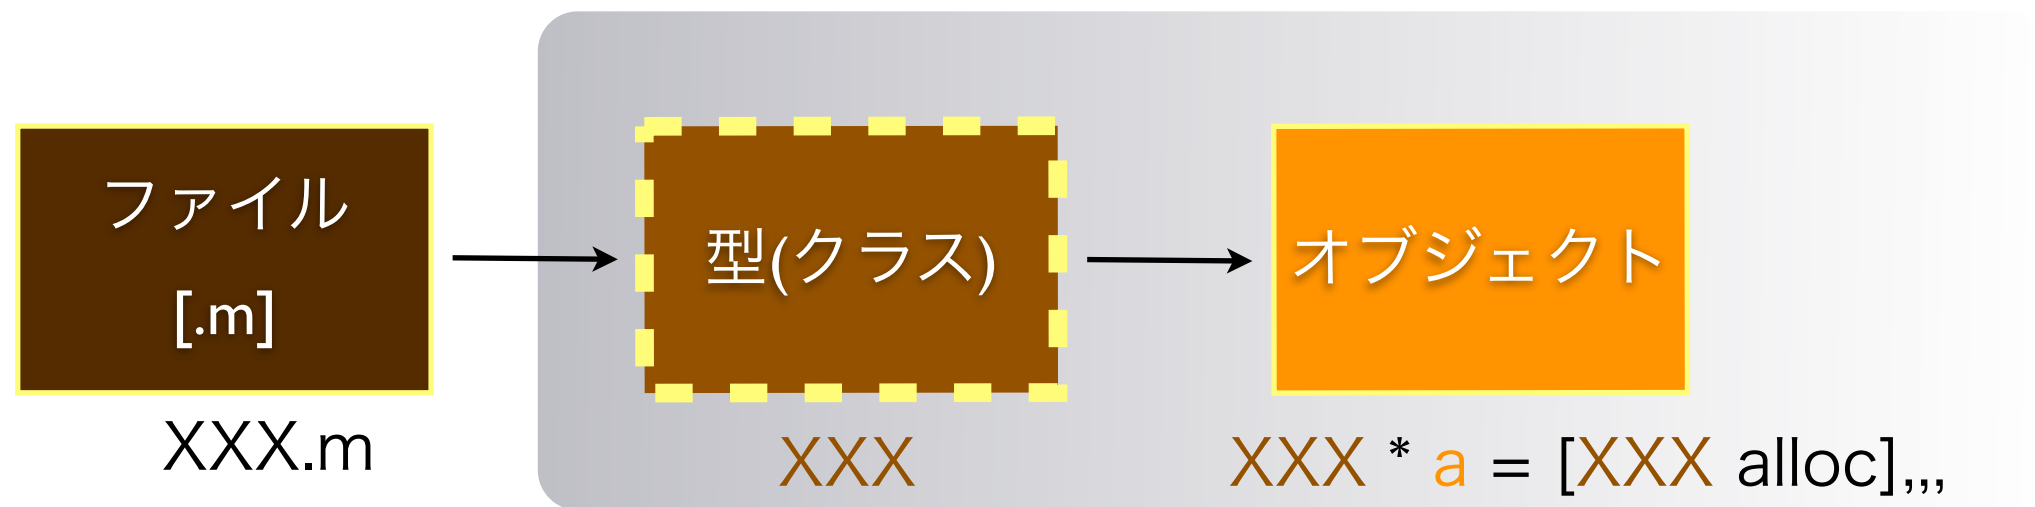 ファイル
[.m]
型(クラス)
オブジェクト
XXX.m
XXX
XXX * a = [XXX alloc],,,